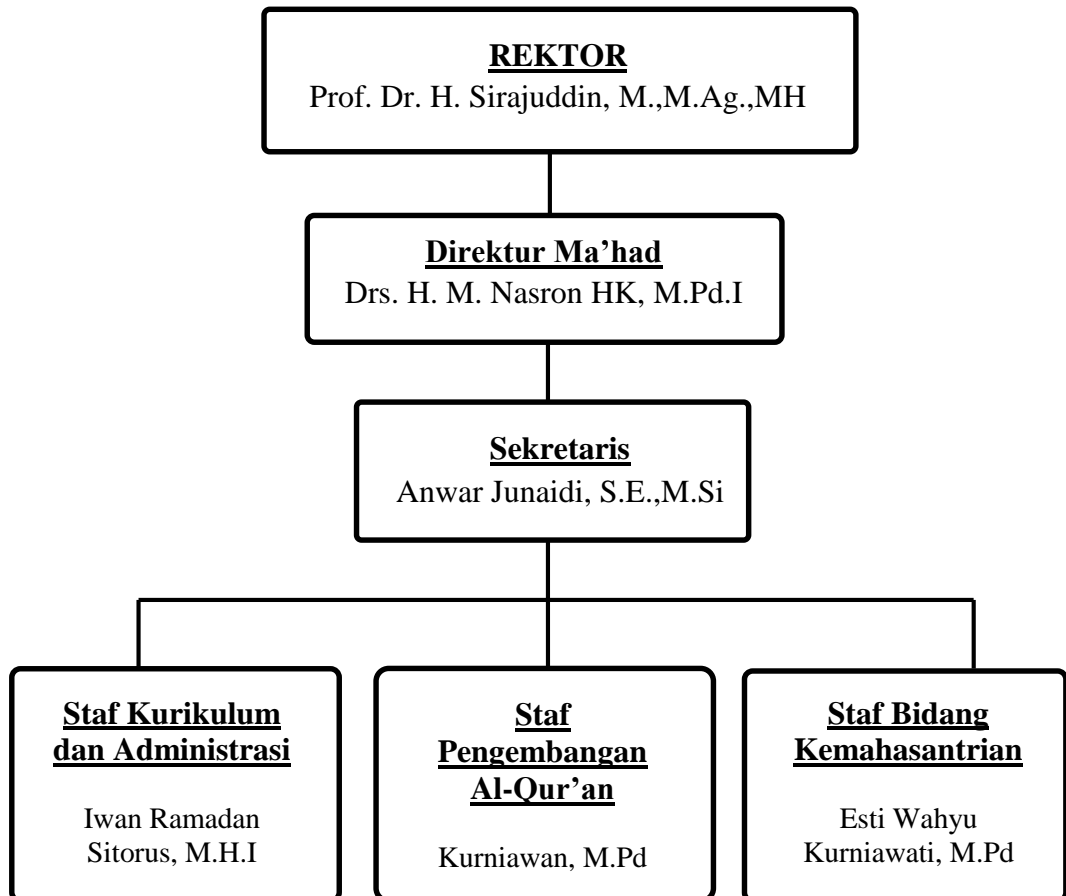 REKTOR
Prof. Dr. H. Sirajuddin, M.,M.Ag.,MH
Direktur Ma’had
Drs. H. M. Nasron HK, M.Pd.I
Sekretaris
Anwar Junaidi, S.E.,M.Si
Staf Kurikulum
dan Administrasi
Iwan Ramadan
Sitorus, M.H.I
Staf
Pengembangan
Al-Qur’an
Kurniawan, M.Pd
Staf Bidang
Kemahasantrian
Esti Wahyu
Kurniawati, M.Pd